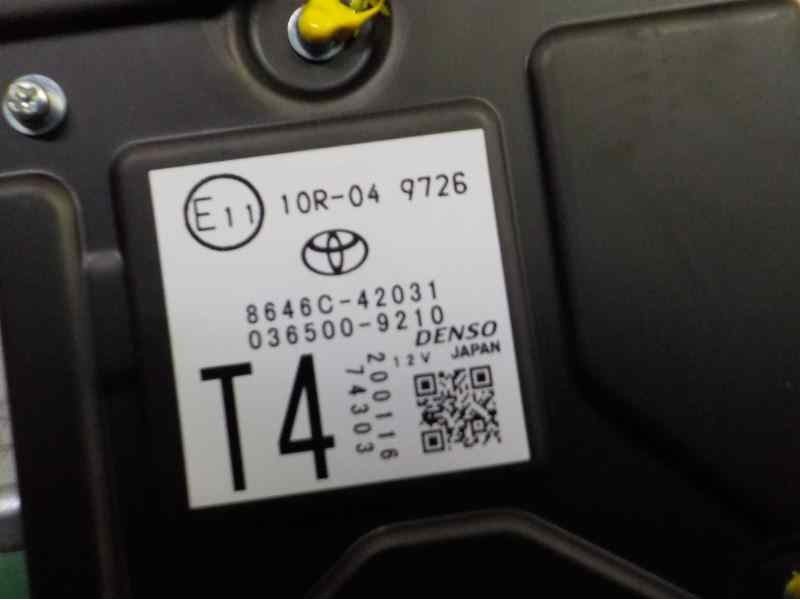 E11 10R-04 9726
8646C-42031
036500-9210
DENSO
12V JAPAN
T4
200116
74303